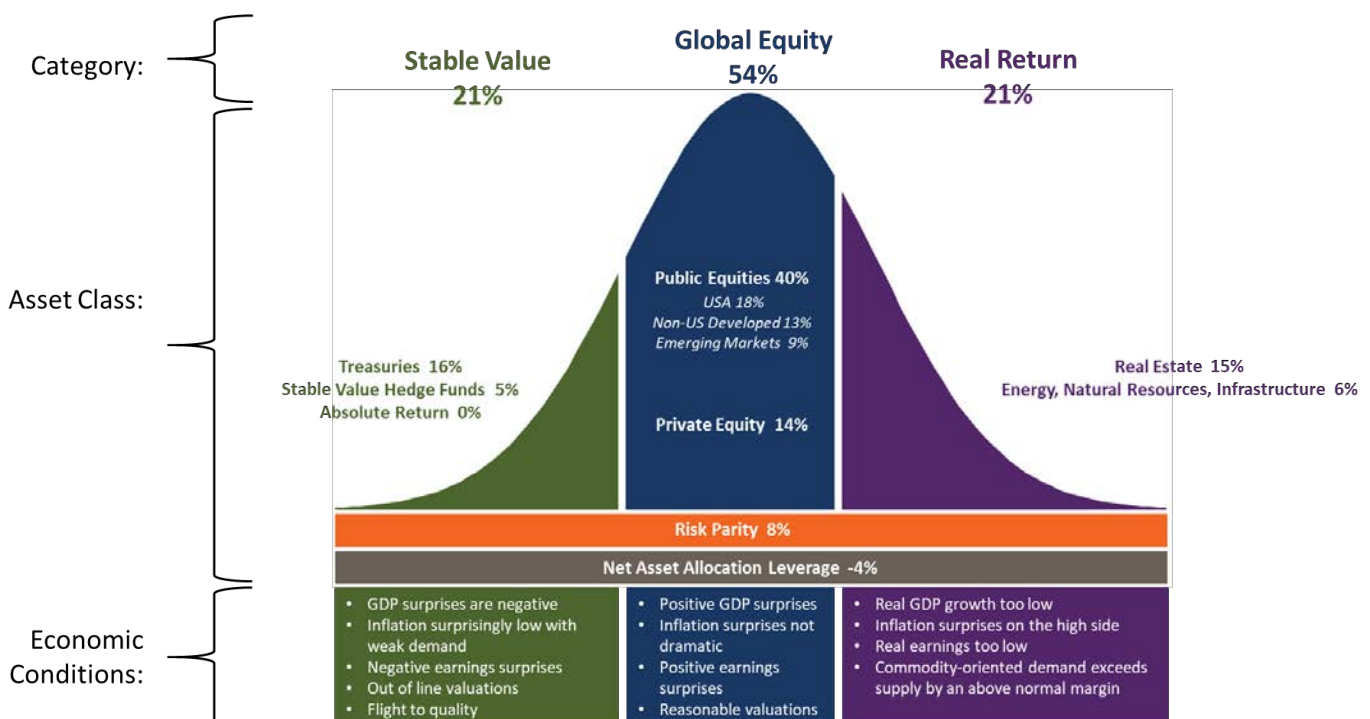 Category:
Stable Value
21%
Global Equity
54%
Real Return
21%
Asset Class:
Public Equities 40%
USA 18%
Non-US Developed 13%
Emerging Markets 9%
Private Equity 14%
Treasuries 16%
Stable Value Hedge Funds 5%
Absolute Return 0%
Real Estate 15%
Energy, Natural Resources, Infrastructure 6%
Risk Parity 8%
Net Asset Allocation Leverage -4%
Economic
Conditions:
• GDP surprises are negative
• Inflation surprisingly low with
weak demand
• Negative earnings surprises
• Out of line valuations
• Flight to quality
• Positive GDP surprises
• Inflation surprises not
dramatic
• Positive earnings
surprises
• Reasonable valuations
• Real GDP growth too low
• Inflation surprises on the high side
• Real earnings too low
• Commodity-oriented demand exceeds
supply by an above normal margin